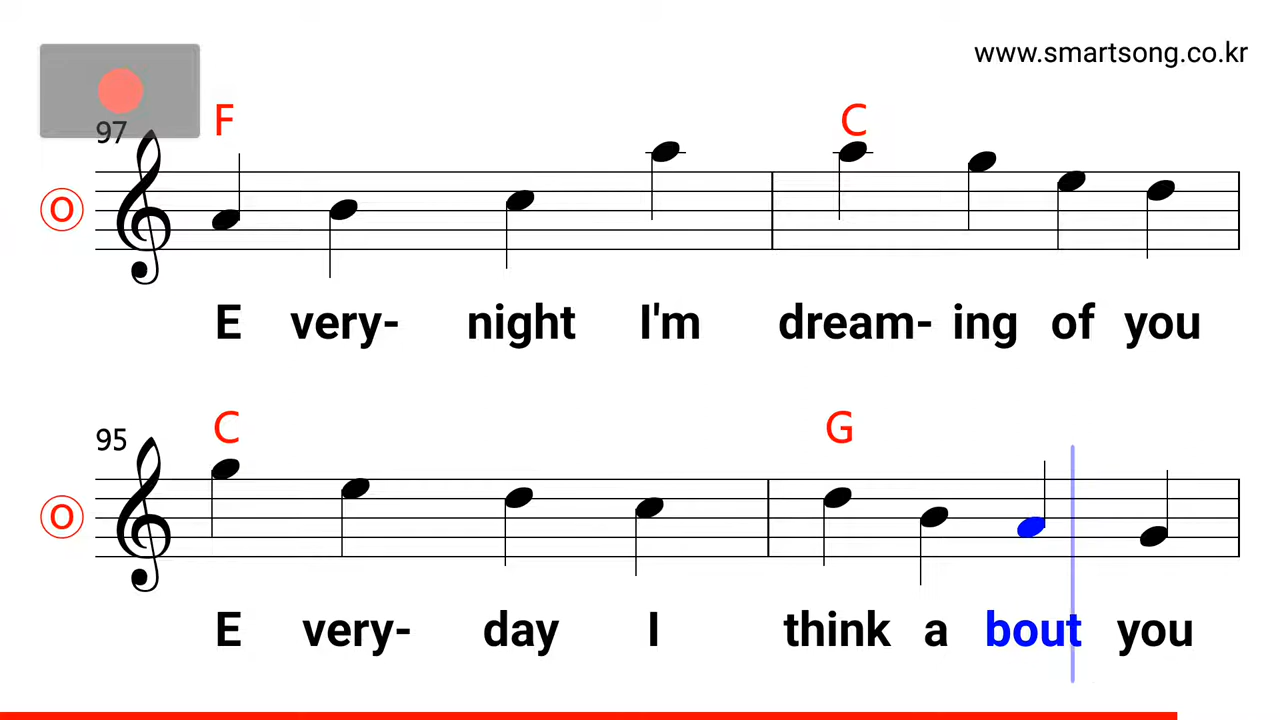 www.smartsong.co.kr
97 F C
O
E very- night I'm dream- ing of you
95 C G
O
E very- day I think a bout you